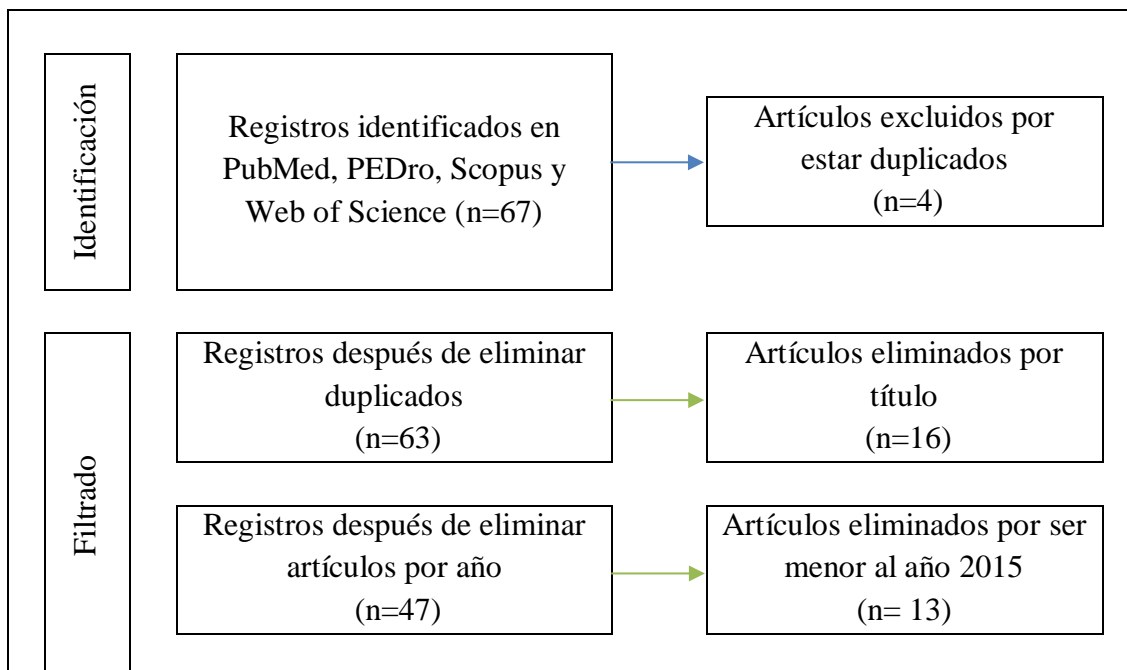 Identificación
Registros identificados en
PubMed, PEDro, Scopus y
Web of Science (n=67)
Artículos excluidos por
estar duplicados
(n=4)
Filtrado
Registros después de eliminar
duplicados
(n=63)
Artículos eliminados por
título
(n=16)
Registros después de eliminar
artículos por año
(n=47)
Artículos eliminados por ser
menor al año 2015
(n= 13)